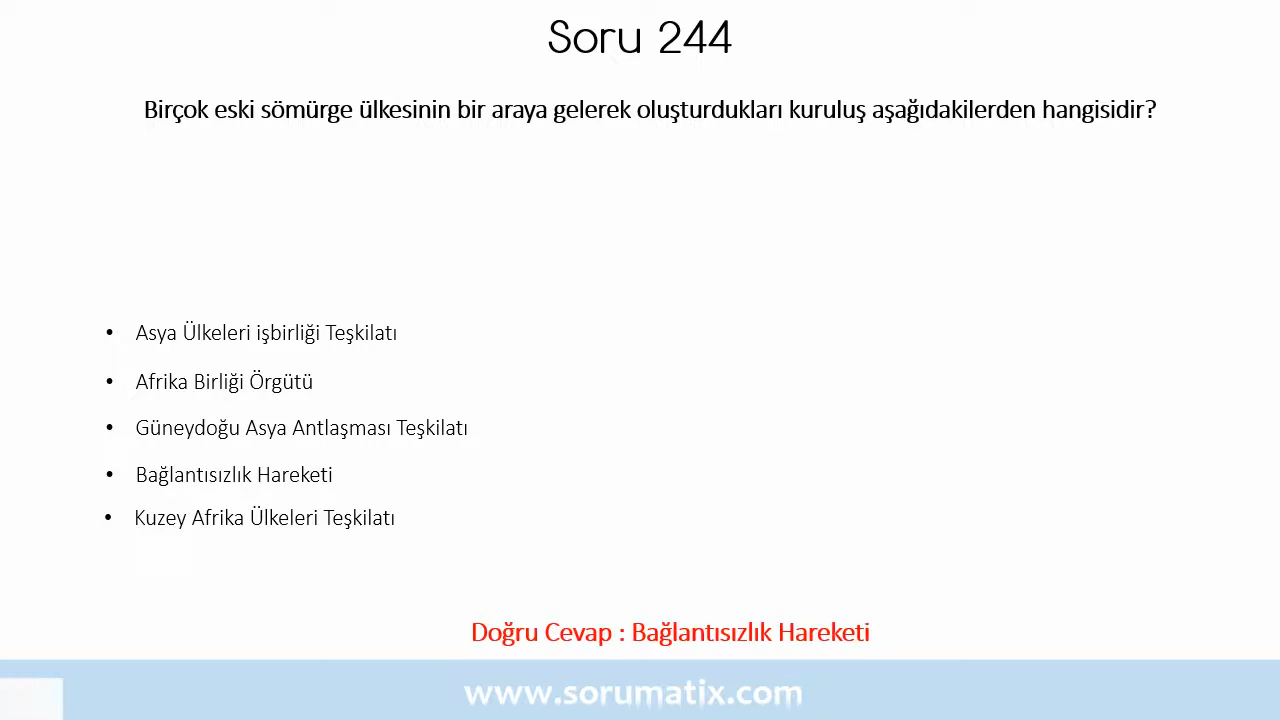 Soru 244
Birçok eski sömürge ülkesinin bir araya gelerek oluşturdukları kuruluş aşağıdakilerden hangisidir?
• Asya Ülkeleri işbirliği Teşkilatı
• Afrika Birliği Örgütü
• Güneydoğu Asya Antlaşması Teşkilatı
• Bağlantısızlık Hareketi
• Kuzey Afrika Ülkeleri Teşkilatı
Doğru Cevap : Bağlantısızlık Hareketi
www.sorumatix.com